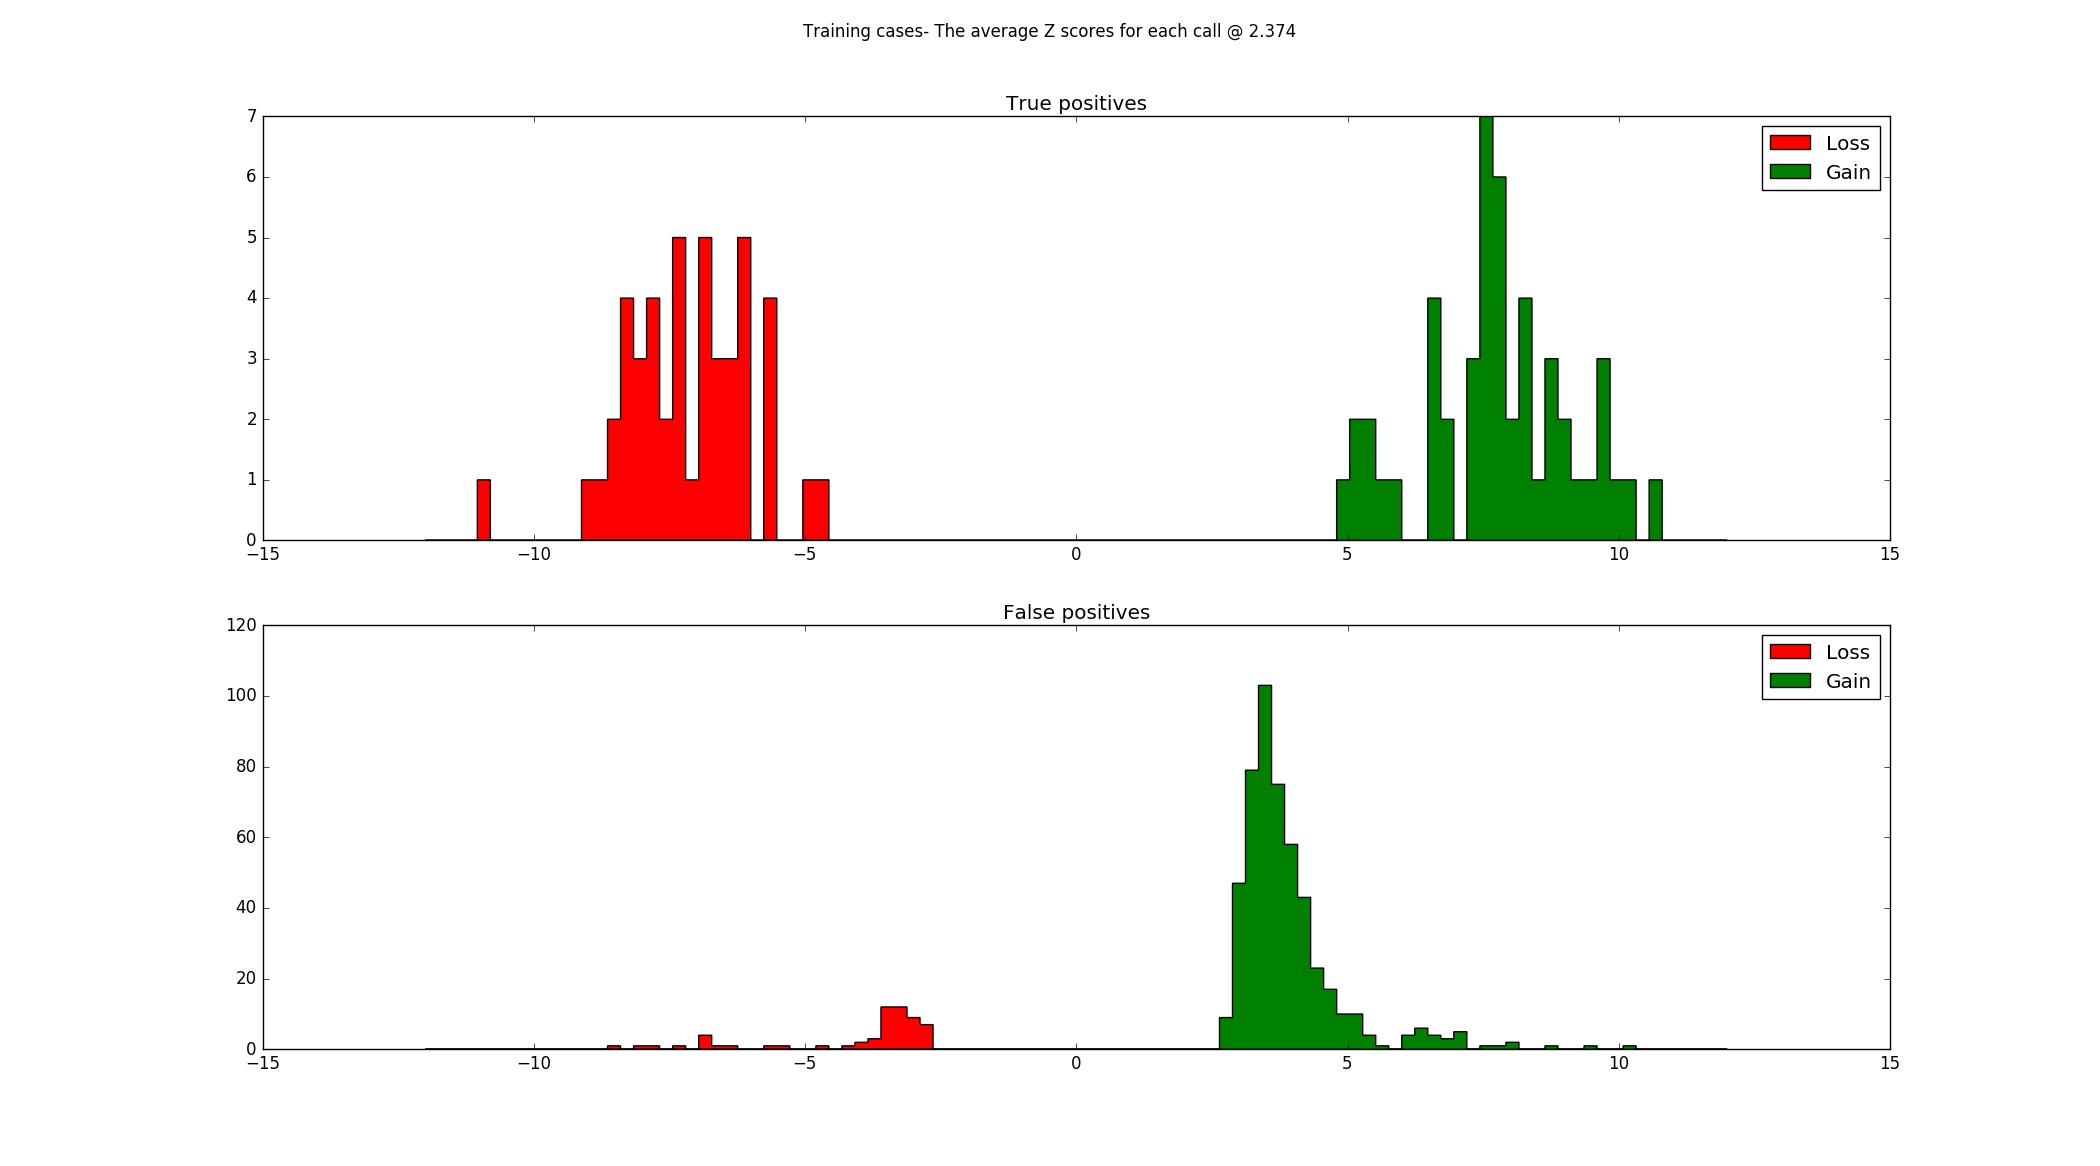 Training cases- The average Z scores for each call @ 2.374
True positives
7
6
5
4
3
2
1
0
Loss
Gain
−15 −10 −5 0 5 10 15
False positives
120
100
80
60
40
20
0
Loss
Gain
−15 −10 −5 0 5 10 15